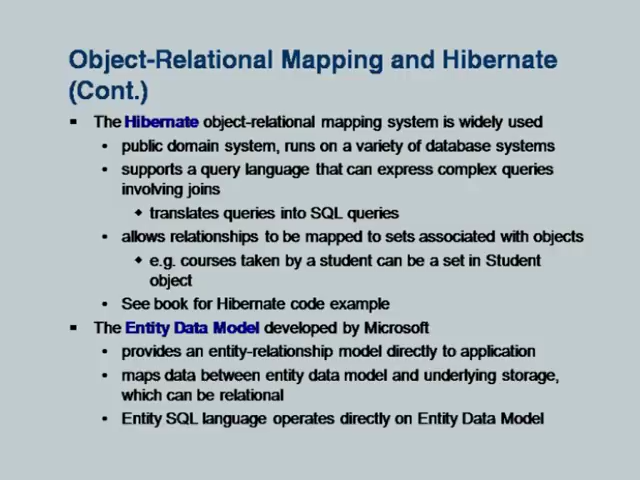 Object-Relational Mapping and Hibernate
(Cont.)
▪ The Hibernate object-relational mapping system is widely used
• public domain system, runs on a variety of database systems
• supports a query language that can express complex queries
involving joins
◆ translates queries into SQL queries
• allows relationships to be mapped to sets associated with objects
◆ e.g. courses taken by a student can be a set in Student
object
• See book for Hibernate code example
▪ The Entity Data Model developed by Microsoft
• provides an entity-relationship model directly to application
• maps data between entity data model and underlying storage,
which can be relational
• Entity SQL language operates directly on Entity Data Model